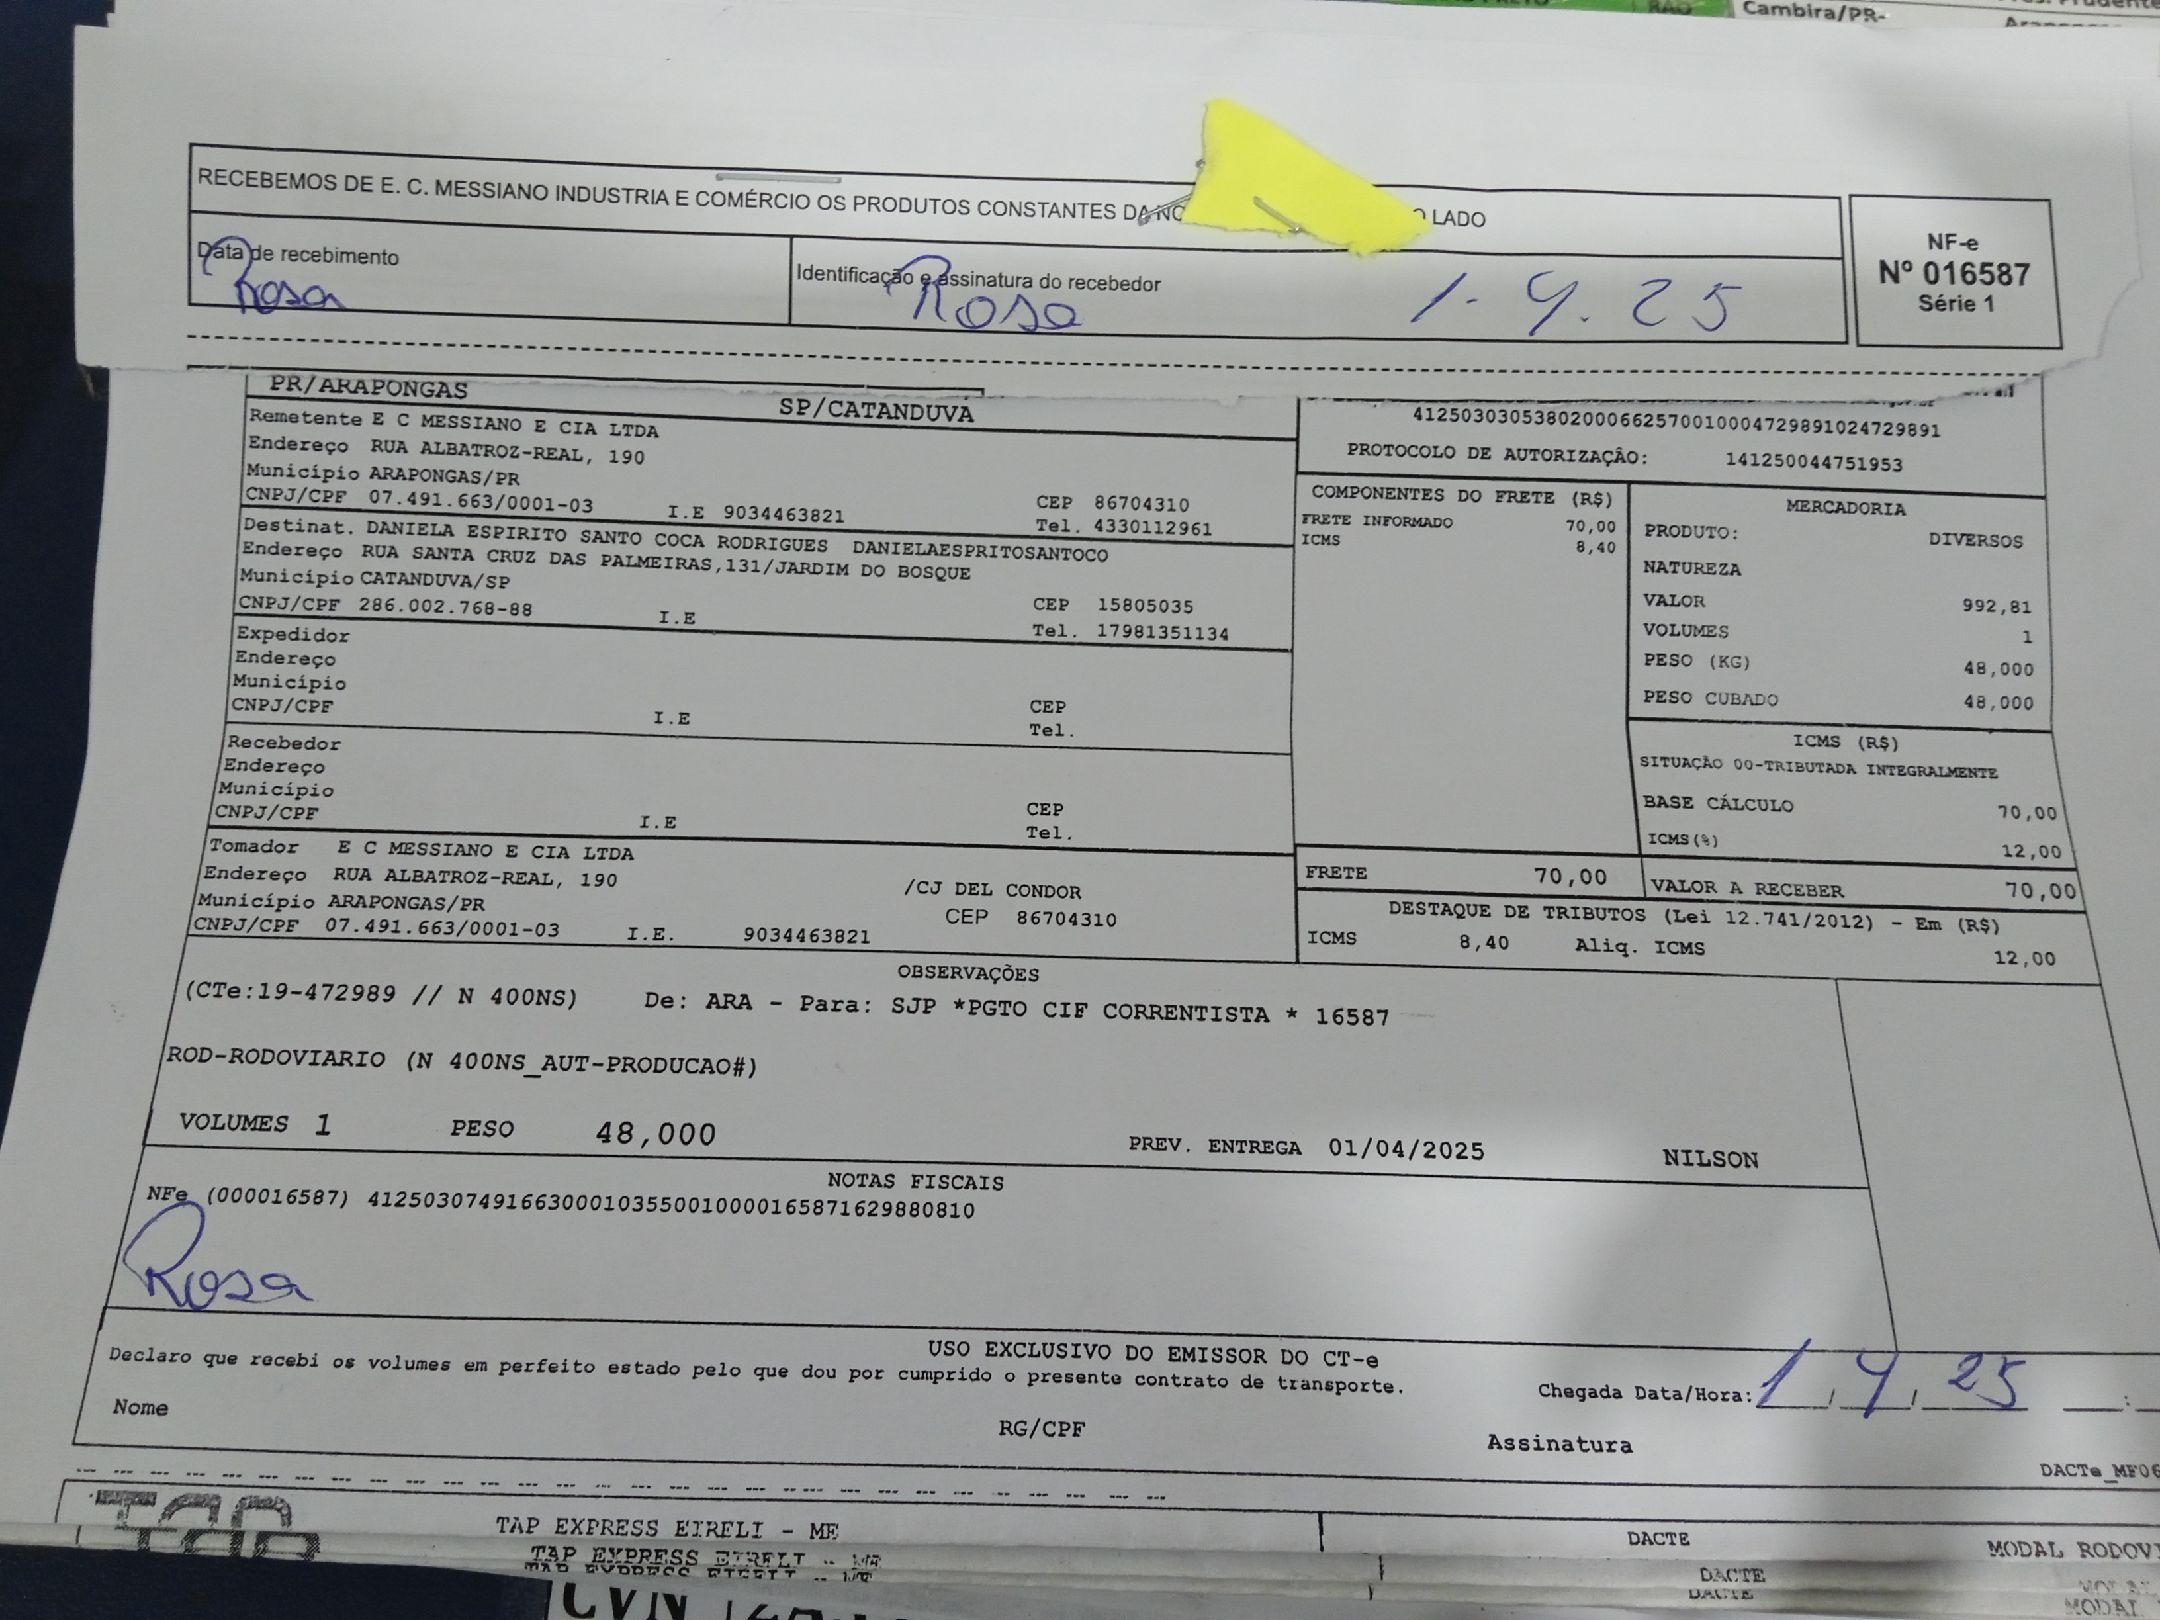 Cambira/PR-
RECEBEMOS DE E. C. MESSIANO INDUSTRIA E COMÉRCIO OS PRODUTOS CONSTANTES DA LADO
Data de recebimento
Rosa
Identificação e assinatura do recebedor
Rosa 1-4.25
NF-e
Nº 016587
Série 1
PR/ARAPONGAS SP/CATANDUVA
Remetente E C MESSIANO E CIA LTDA
Endereço RUA ALBATROZ-REAL, 190
Município ARAPONGAS/PR
CEP 86704310
CNPJ/CPF 07.491.663/0001-03 I.E 9034463821 Tel. 4330112961
Destinat. DANIELA ESPIRITO SANTO COCA RODRIGUES DANIELAESPRITOSANTOCO
Endereço RUA SANTA CRUZ DAS PALMEIRAS,131/JARDIM DO BOSQUE
Município CATANDUVA/SP CEP 15805035
CNPJ/CPF 286.002.768-88 I.E Tel. 17981351134
Expedidor
Endereço
Município CEP
CNPJ/CPF I.E Tel.
Recebedor
Endereço
Município CEP
CNPJ/CPF I.E Tel.
Tomador E C MESSIANO E CIA LTDA
Endereço RUA ALBATROZ-REAL, 190 /CJ DEL CONDOR
Município ARAPONGAS/PR CEP 86704310
CNPJ/CPF 07.491.663/0001-03 I.E. 9034463821
41250303053802000662570010004729891024729891
PROTOCOLO DE AUTORIZAÇÃO: 141250044751953
COMPONENTES DO FRETE (R$)
FRETE INFORMADO 70,00
ICMS 8,40
MERCADORIA
PRODUTO: DIVERSOS
NATUREZA
VALOR 992,81
VOLUMES 1
PESO (KG) 48,000
PESO CUBADO 48,000
ICMS (R$)
SITUAÇÃO 00-TRIBUTADA INTEGRALMENTE
BASE CÁLCULO 70,00
ICMS(%) 12,00
FRETE 70,00 VALOR A RECEBER 70,00
DESTAQUE DE TRIBUTOS (Lei 12.741/2012) - Em (R$)
ICMS 8,40 Aliq. ICMS 12,00
OBSERVAÇÕES
(CTe:19-472989 // N 400NS) De: ARA - Para: SJP *PGTO CIF CORRENTISTA * 16587
ROD-RODOVIARIO (N 400NS_AUT-PRODUCAO#)
VOLUMES 1 PESO 48,000 PREV. ENTREGA 01/04/2025 NILSON
NOTAS FISCAIS
NFe (000016587) 41250307491663000103550010000165871629880810
Rosa
USO EXCLUSIVO DO EMISSOR DO CT-e
Declaro que recebi os volumes em perfeito estado pelo que dou por cumprido o presente contrato de transporte.
Chegada Data/Hora: 1 / 4 / 25 :
Nome RG/CPF Assinatura
DACTe_MF06
TAP EXPRESS EIRELI - ME DACTE MODAL RODOV
TAP EXPRESS EIRELI - ME DACTE
DACTE MODAL